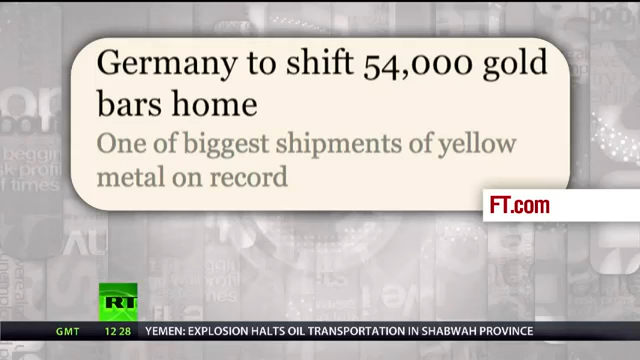 Germany to shift 54,000 gold
bars home
One of biggest shipments of yellow
metal on record
FT.com
RT
GMT 12:28 YEMEN: EXPLOSION HALTS OIL TRANSPORTATION IN SHABWAH PROVINCE